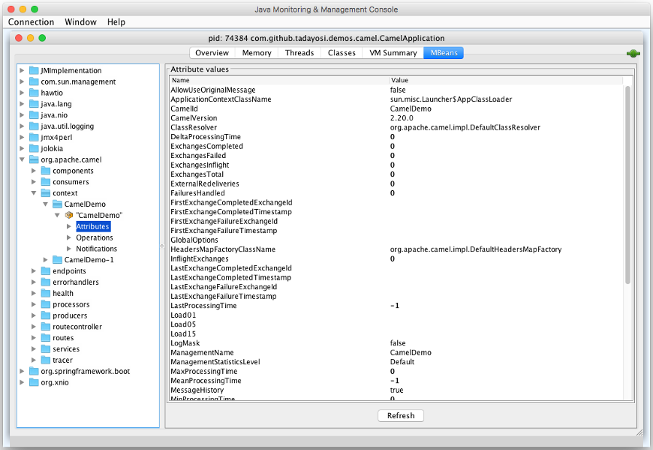 Java Monitoring & Management Console
Connection Window Help
pid: 74384 com.github.tadayosi.demos.camel.CamelApplication
Overview Memory Threads Classes VM Summary MBeans
JMImplementation
com.sun.management
hawtio
java.lang
java.nio
java.util.logging
jmx4perl
jolokia
org.apache.camel
components
consumers
context
CamelDemo
"CamelDemo"
Attributes
Operations
Notifications
CamelDemo-1
endpoints
errorhandlers
health
processors
producers
routecontroller
routes
services
tracer
org.springframework.boot
org.xnio
Attribute values
Name Value
AllowUseOriginalMessage false
ApplicationContextClassName sun.misc.Launcher$AppClassLoader
CamelId CamelDemo
CamelVersion 2.20.0
ClassResolver org.apache.camel.impl.DefaultClassResolver
DeltaProcessingTime 0
ExchangesCompleted 0
ExchangesFailed 0
ExchangesInflight 0
ExchangesTotal 0
ExternalRedeliveries 0
FailuresHandled 0
FirstExchangeCompletedExchangeId
FirstExchangeCompletedTimestamp
FirstExchangeFailureExchangeId
FirstExchangeFailureTimestamp
GlobalOptions
HeadersMapFactoryClassName org.apache.camel.impl.DefaultHeadersMapFactory
InflightExchanges 0
LastExchangeCompletedExchangeId
LastExchangeCompletedTimestamp
LastExchangeFailureExchangeId
LastExchangeFailureTimestamp
LastProcessingTime -1
Load01
Load05
Load15
LogMask false
ManagementName CamelDemo
ManagementStatisticsLevel Default
MaxProcessingTime 0
MeanProcessingTime -1
MessageHistory true
MinProcessingTime 0
Refresh